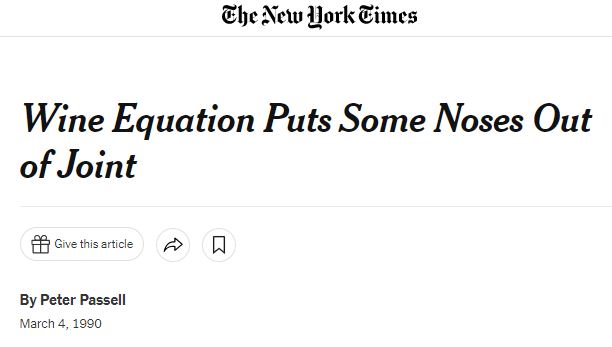 The New York Times
Wine Equation Puts Some Noses Out
of Joint
Give this article
By Peter Passell
March 4, 1990